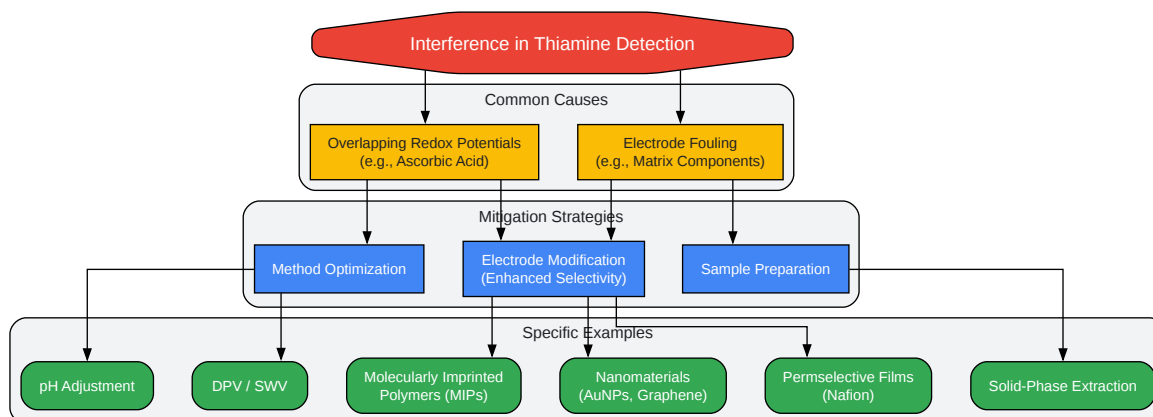 Interference in Thiamine Detection
Common Causes
Overlapping Redox Potentials
(e.g., Ascorbic Acid)
Electrode Fouling
(e.g., Matrix Components)
Mitigation Strategies
Method Optimization
Electrode Modification
(Enhanced Selectivity)
Sample Preparation
Specific Examples
pH Adjustment
DPV / SWV
Molecularly Imprinted
Polymers (MIPs)
Nanomaterials
(AuNPs, Graphene)
Permselective Films
(Nafion)
Solid-Phase Extraction